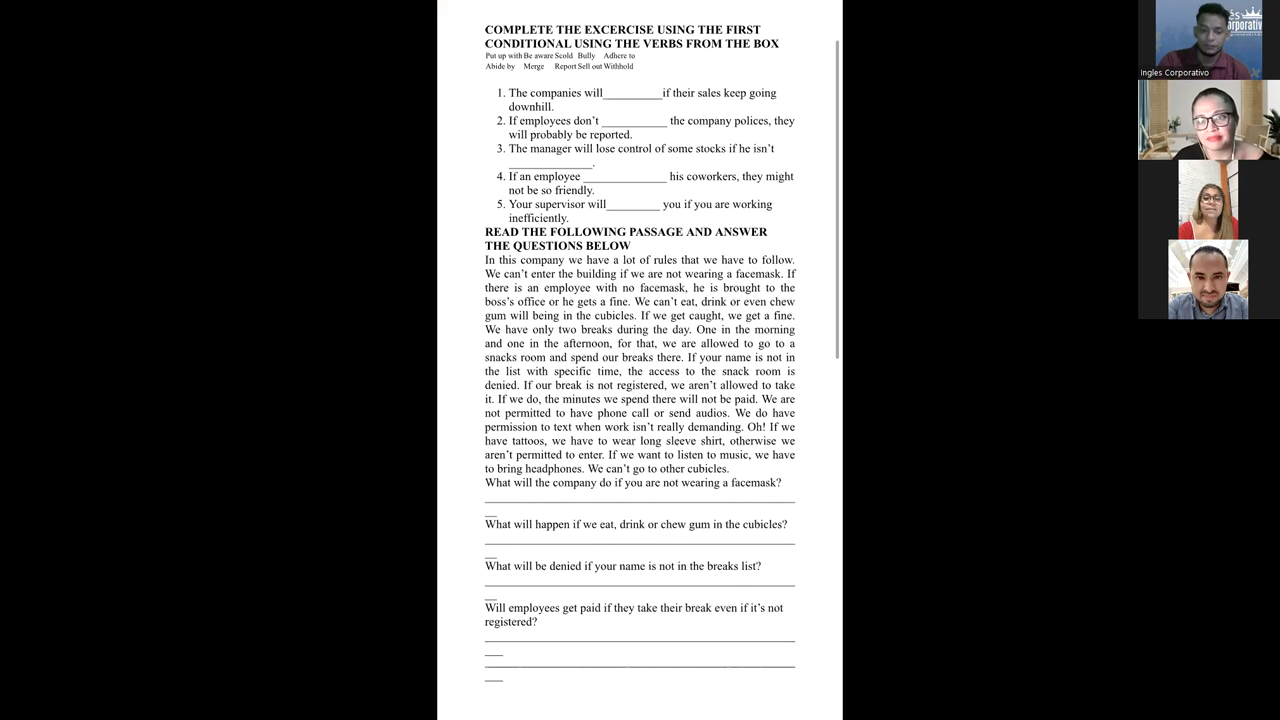 COMPLETE THE EXCERCISE USING THE FIRST
CONDITIONAL USING THE VERBS FROM THE BOX
Put up with Be aware Scold Bully Adhere to
Abide by Merge Report Sell out Withhold
1. The companies will__________if their sales keep going
downhill.
2. If employees don’t ___________ the company polices, they
will probably be reported.
3. The manager will lose control of some stocks if he isn’t
______________.
4. If an employee ______________ his coworkers, they might
not be so friendly.
5. Your supervisor will_________ you if you are working
inefficiently.
READ THE FOLLOWING PASSAGE AND ANSWER
THE QUESTIONS BELOW
In this company we have a lot of rules that we have to follow.
We can’t enter the building if we are not wearing a facemask. If
there is an employee with no facemask, he is brought to the
boss’s office or he gets a fine. We can’t eat, drink or even chew
gum will being in the cubicles. If we get caught, we get a fine.
We have only two breaks during the day. One in the morning
and one in the afternoon, for that, we are allowed to go to a
snacks room and spend our breaks there. If your name is not in
the list with specific time, the access to the snack room is
denied. If our break is not registered, we aren’t allowed to take
it. If we do, the minutes we spend there will not be paid. We are
not permitted to have phone call or send audios. We do have
permission to text when work isn’t really demanding. Oh! If we
have tattoos, we have to wear long sleeve shirt, otherwise we
aren’t permitted to enter. If we want to listen to music, we have
to bring headphones. We can’t go to other cubicles.
What will the company do if you are not wearing a facemask?
What will happen if we eat, drink or chew gum in the cubicles?
What will be denied if your name is not in the breaks list?
Will employees get paid if they take their break even if it’s not
registered?
Ingles Corporativo